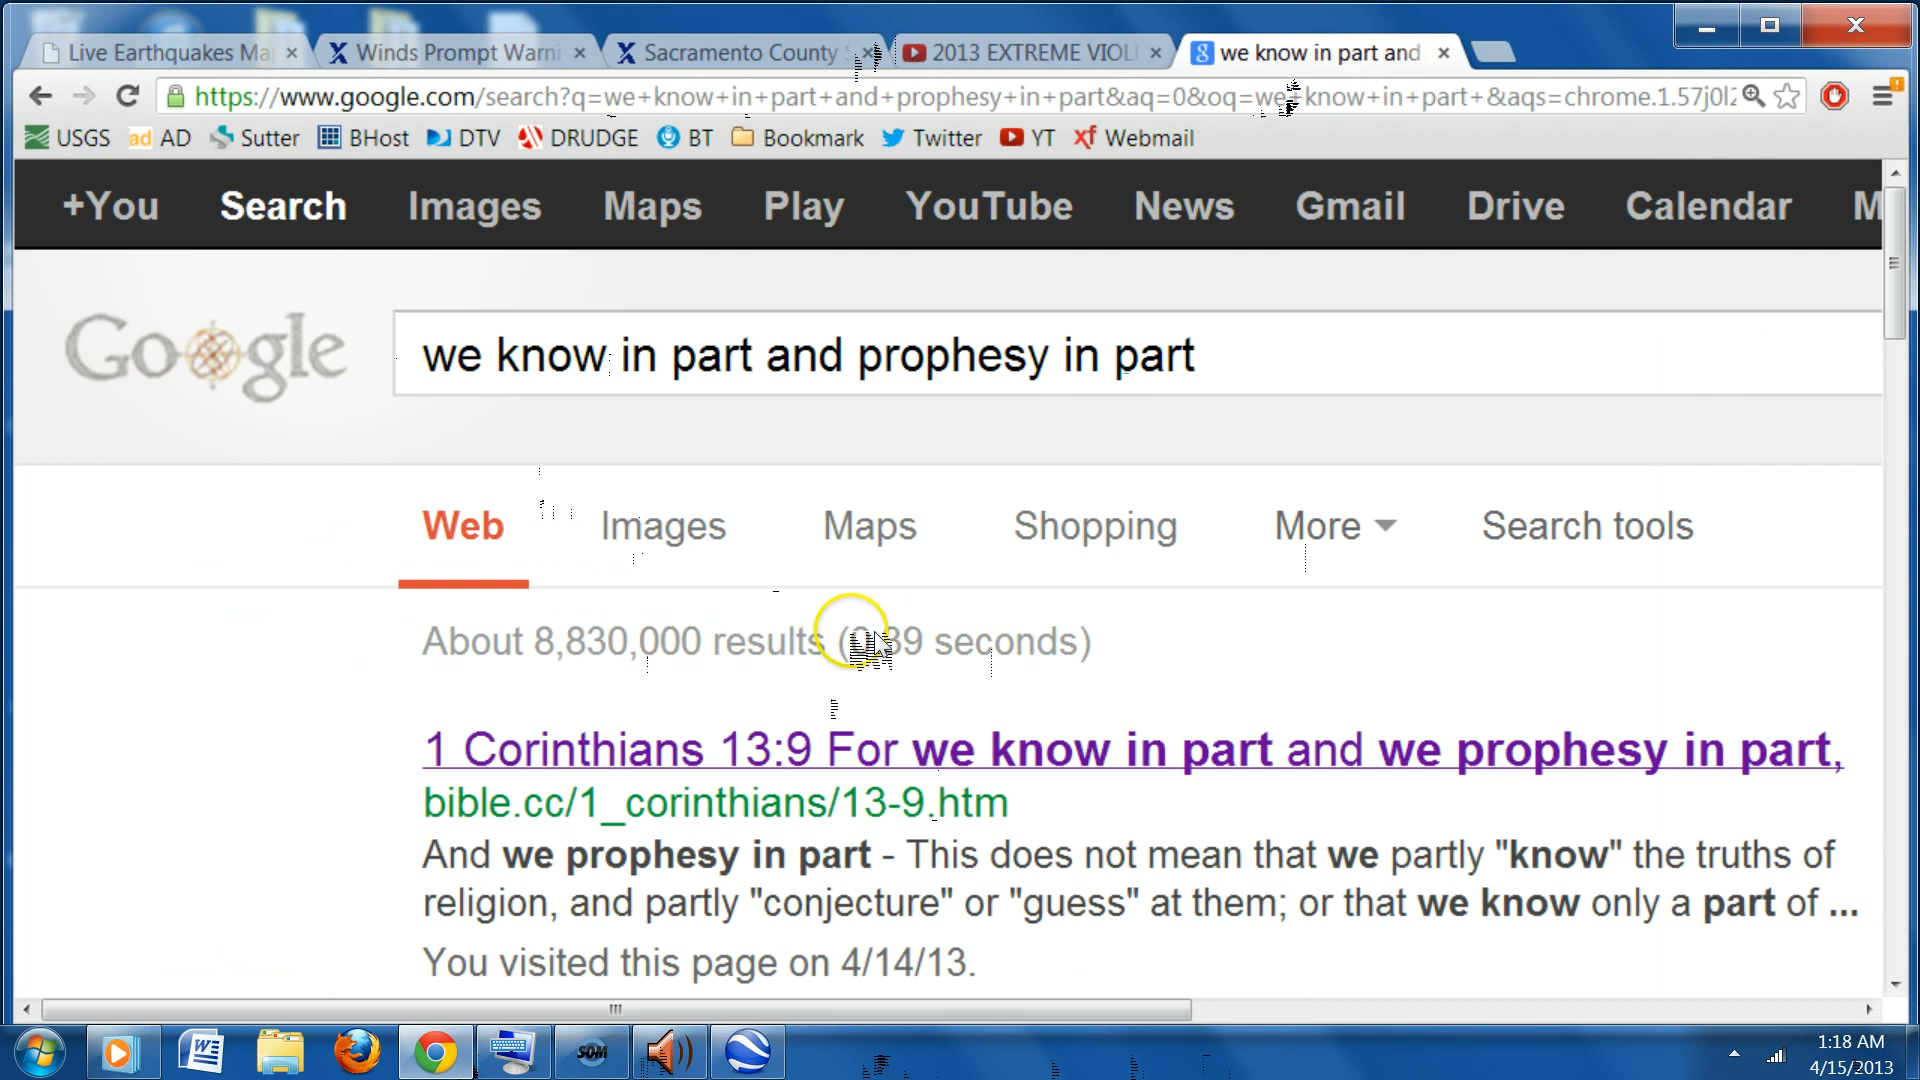 Live Earthquakes Ma
Winds Prompt Warni
Sacramento County
2013 EXTREME VIOL
we know in part and
https://www.google.com/search?q=we+know+in+part+and+prophesy+in+part&aq=0&oq=we+know+in+part+&aqs=chrome.1.57j0l2
USGS
ad AD
Sutter
BHost
DTV
DRUDGE
BT
Bookmark
Twitter
YT
xf Webmail
+You Search Images Maps Play YouTube News Gmail Drive Calendar M
Google
we know in part and prophesy in part
Web Images Maps Shopping More Search tools
About 8,830,000 results seconds)
1 Corinthians 13:9 For we know in part and we prophesy in part,
bible.cc/1_corinthians/13-9.htm
And we prophesy in part - This does not mean that we partly "know" the truths of
religion, and partly "conjecture" or "guess" at them; or that we know only a part of ...
You visited this page on 4/14/13.
SOM
1:18 AM
4/15/2013